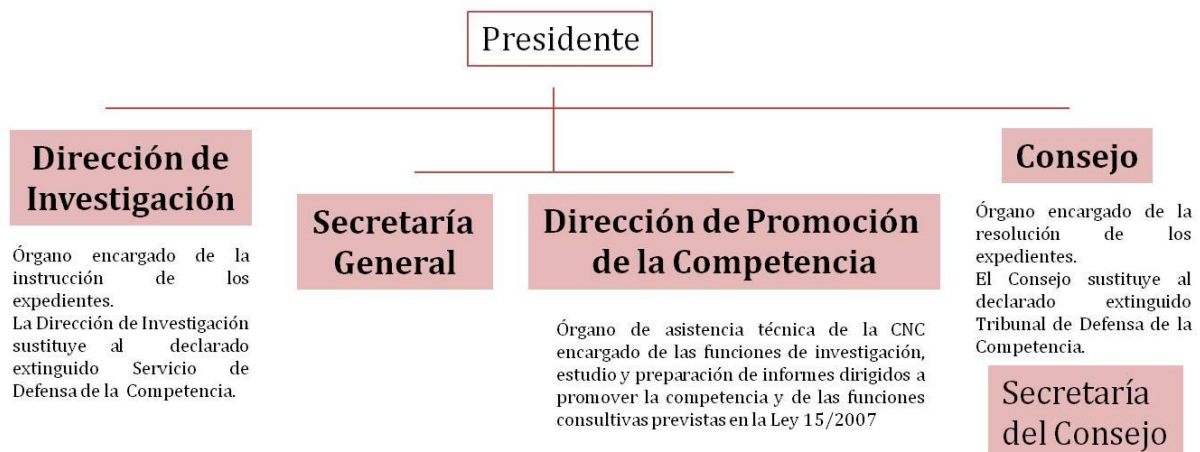 Presidente
Dirección de
Investigación
Órgano encargado de la
instrucción de los
expedientes.
La Dirección de Investigación
sustituye al declarado
extinguido Servicio de
Defensa de la Competencia.
Secretaría
General
Dirección de Promoción
de la Competencia
Órgano de asistencia técnica de la CNC
encargado de las funciones de investigación,
estudio y preparación de informes dirigidos a
promover la competencia y de las funciones
consultivas previstas en la Ley 15/2007
Consejo
Órgano encargado de la
resolución de los
expedientes.
El Consejo sustituye al
declarado extinguido
Tribunal de Defensa de la
Competencia.
Secretaría
del Consejo